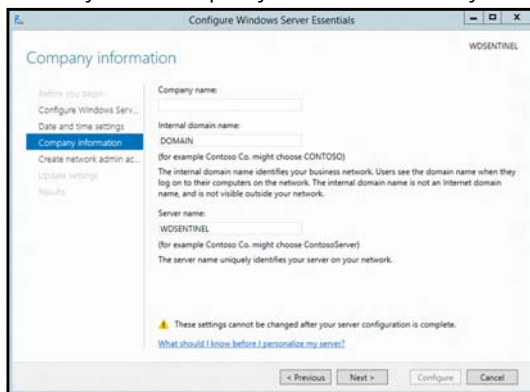 Configure Windows Server Essentials
WDSENTINEL
Company information
Before you begin
Configure Windows Serv...
Date and time settings
Company information
Create network admin ac...
Update settings
Results
Company name:
Internal domain name:
DOMAIN
(for example Contoso Co. might choose CONTOSO)
The internal domain name identifies your business network. Users see the domain name when they
log on to their computers on the network. The internal domain name is not an Internet domain
name, and is not visible outside your network.
Server name:
WDSENTINEL
(for example Contoso Co. might choose ContosoServer)
The server name uniquely identifies your server on your network.
These settings cannot be changed after your server configuration is complete.
What should I know before I personalize my server?
< Previous
Next >
Configure
Cancel